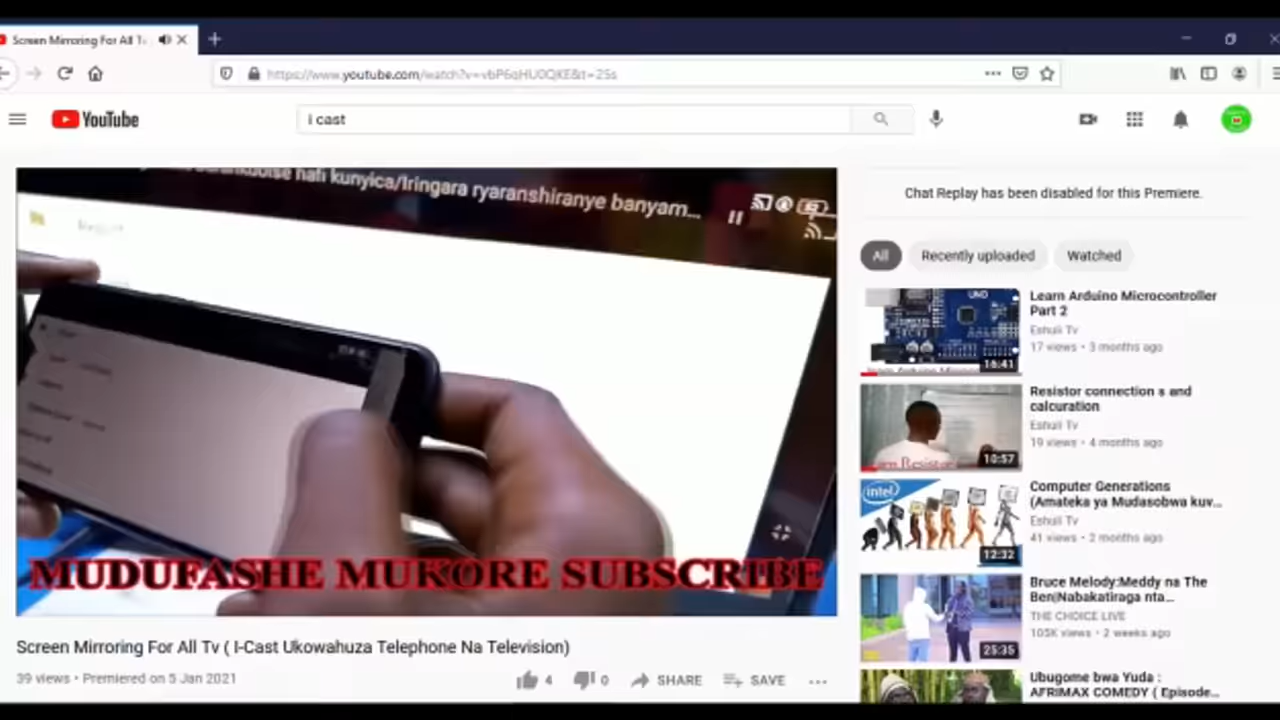 Screen Mirroring For All T
https://www.youtube.com/watch?v=vbP6qHU0QKE&t=25s
YouTube
i cast
hafi kunyica/Iringara ryaranshiranye banyam...
MUDUFASHE MUKORE SUBSCRIBE
Screen Mirroring For All Tv ( I-Cast Ukowahuza Telephone Na Television)
39 views • Premiered on 5 Jan 2021
4
0
SHARE
SAVE
Chat Replay has been disabled for this Premiere.
All
Recently uploaded
Watched
UNO
16:41
Learn Arduino Microcontroller
Part 2
Eshuli Tv
17 views • 3 months ago
10:57
Resistor connection s and
calcuration
Eshuli Tv
19 views • 4 months ago
intel
12:32
Computer Generations
(Amateka ya Mudasobwa kuv...
Eshuli Tv
41 views • 2 months ago
25:35
Bruce Melody:Meddy na The
Ben|Nabakatiraga nta...
THE CHOICE LIVE
105K views • 2 weeks ago
Ubugome bwa Yuda :
AFRIMAX COMEDY ( Episode...